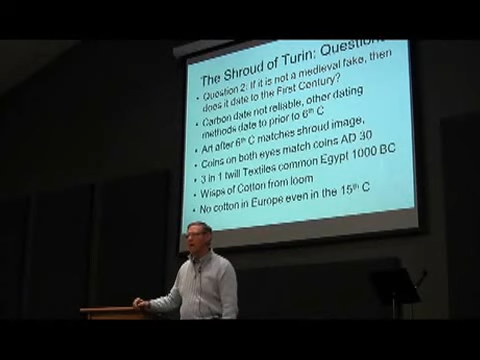 The Shroud of Turin: Question
• Question 2: If it is not a medieval fake, then
does it date to the First Century?
• Carbon date not reliable, other dating
methods date to prior to 6th C
• Art after 6th C matches shroud image,
• Coins on both eyes match coins AD 30
• 3 in 1 twill Textiles common Egypt 1000 BC
• Wisps of Cotton from loom
• No cotton in Europe even in the 15th C